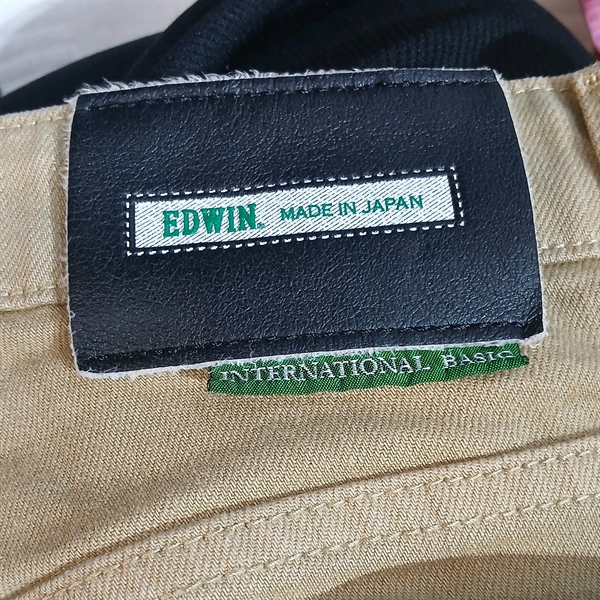 EDWIN. MADE IN JAPAN
INTERNATIONAL BASIC